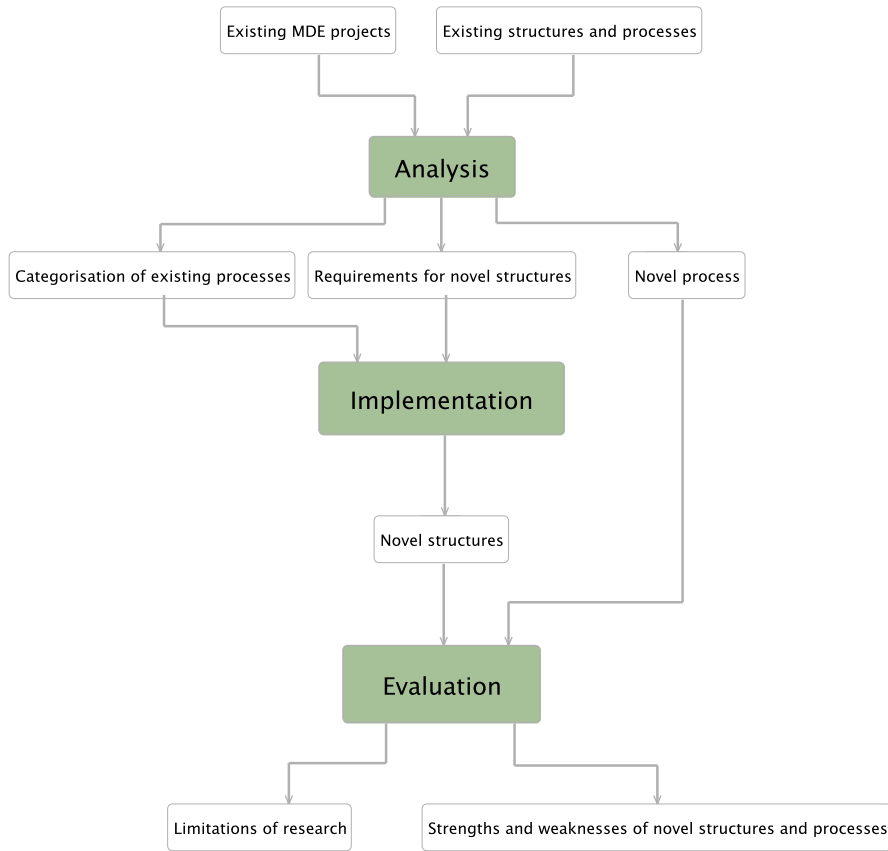 Existing MDE projects
Existing structures and processes
Analysis
Categorisation of existing processes
Requirements for novel structures
Novel process
Implementation
Novel structures
Evaluation
Limitations of research
Strengths and weaknesses of novel structures and processes